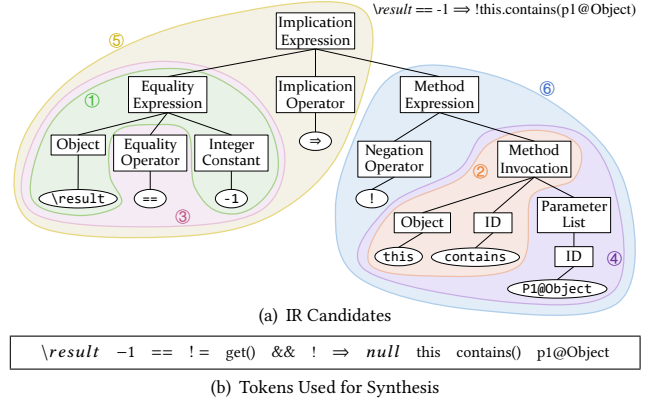 \result == -1 ⇒ !this.contains(p1@Object)
Implication
Expression
⑤
Equality
Expression
Implication
Operator
Method
Expression
⑥
①
Object
Equality
Operator
Integer
Constant
⇒
Negation
Operator
Method
Invocation
②
\result
==
-1
!
③
Object
ID
Parameter
List
this
contains
ID
④
P1@Object
(a) IR Candidates
\result −1 == != get() && ! ⇒ null this contains() p1@Object
(b) Tokens Used for Synthesis